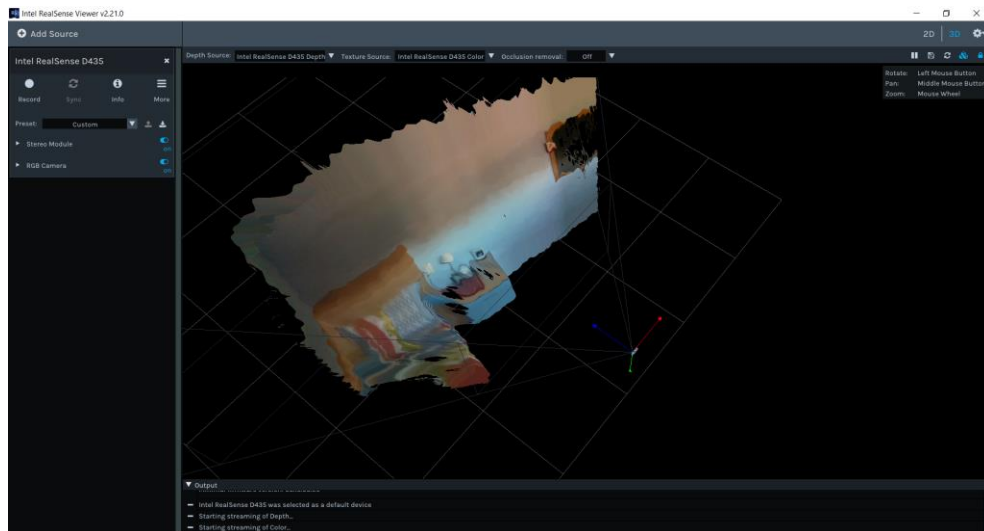 Intel RealSense Viewer v2.21.0
Add Source
2D | 3D
Intel RealSense D435
Record Sync Info More
Preset: Custom
Stereo Module
on
RGB Camera
on
Depth Source: Intel RealSense D435 Depth Texture Source: Intel RealSense D435 Color Occlusion removal: Off
Rotate: Left Mouse Button
Pan: Middle Mouse Button
Zoom: Mouse Wheel
Output
Intel RealSense D435 was selected as a default device
Starting streaming of Depth...
Starting streaming of Color...